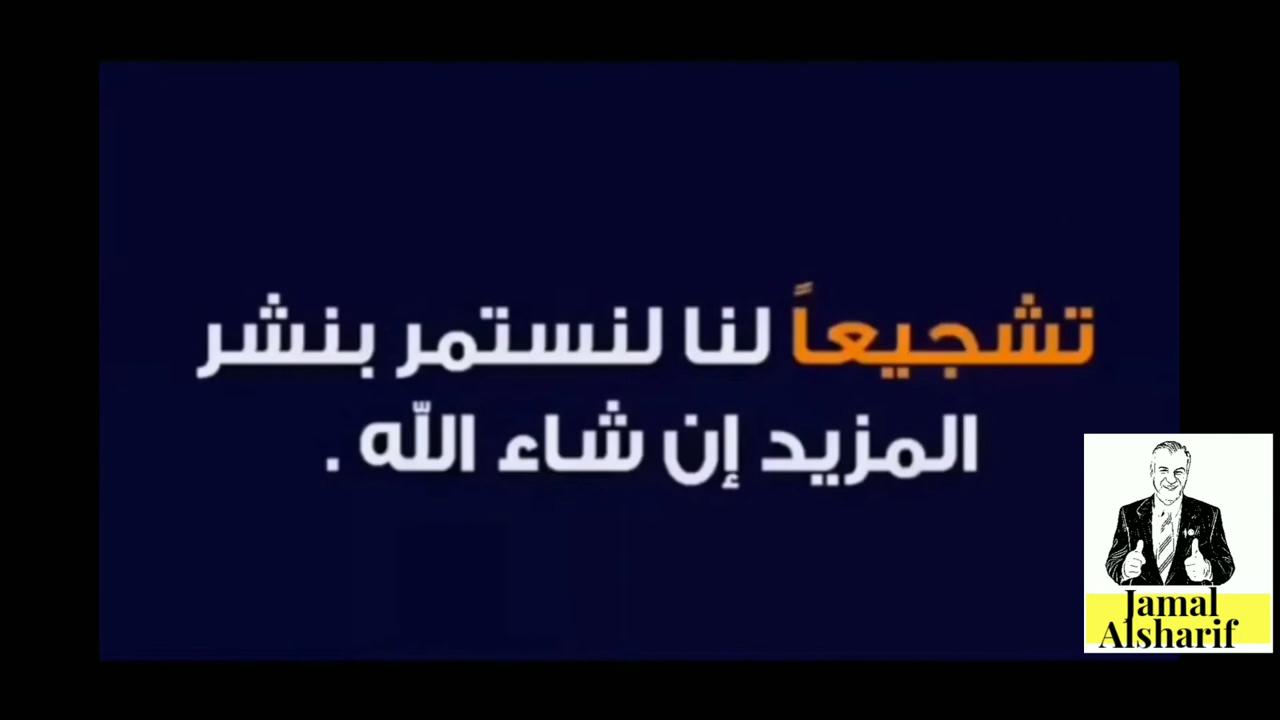 تشجيعاً لنا لنستمر بنشر
المزيد إن شاء الله .
Jamal
Alsharif